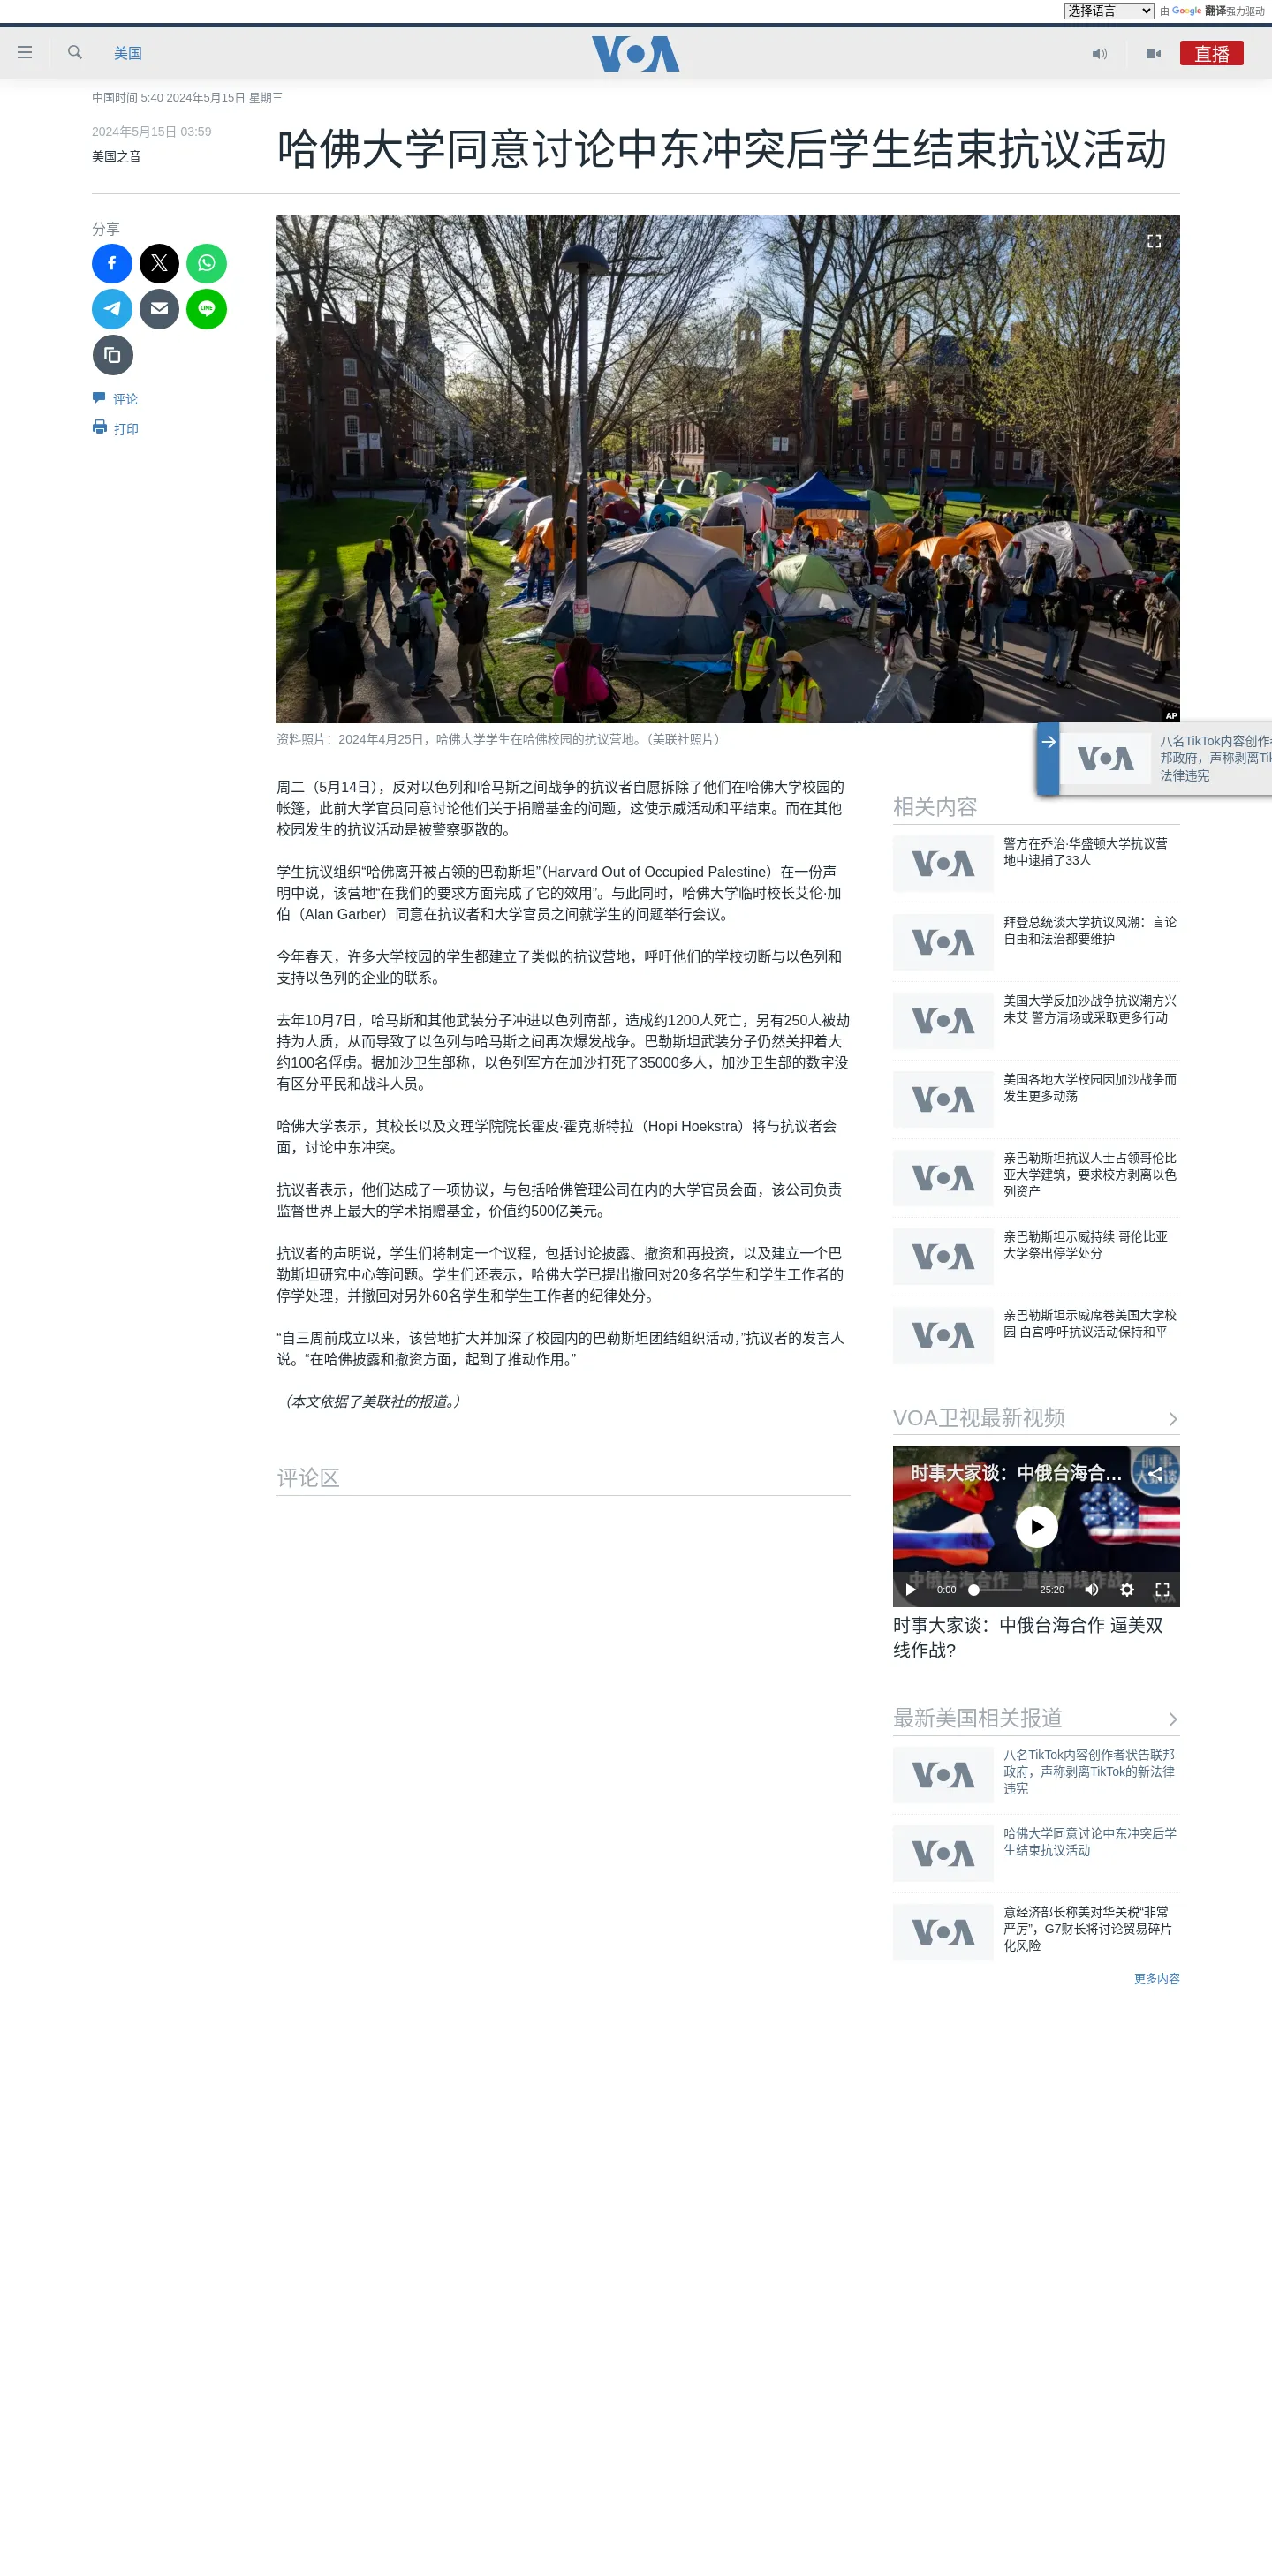 选择语言
由 Google 翻译强力驱动
美国
VOA
直播
中国时间 5:40 2024年5月15日 星期三
2024年5月15日 03:59
美国之音
哈佛大学同意讨论中东冲突后学生结束抗议活动
分享
LINE
评论
打印
AP
资料照片：2024年4月25日，哈佛大学学生在哈佛校园的抗议营地。（美联社照片）
周二（5月14日），反对以色列和哈马斯之间战争的抗议者自愿拆除了他们在哈佛大学校园的
帐篷，此前大学官员同意讨论他们关于捐赠基金的问题，这使示威活动和平结束。而在其他
校园发生的抗议活动是被警察驱散的。
学生抗议组织“哈佛离开被占领的巴勒斯坦”（Harvard Out of Occupied Palestine）在一份声
明中说，该营地“在我们的要求方面完成了它的效用”。与此同时，哈佛大学临时校长艾伦·加
伯（Alan Garber）同意在抗议者和大学官员之间就学生的问题举行会议。
今年春天，许多大学校园的学生都建立了类似的抗议营地，呼吁他们的学校切断与以色列和
支持以色列的企业的联系。
去年10月7日，哈马斯和其他武装分子冲进以色列南部，造成约1200人死亡，另有250人被劫
持为人质，从而导致了以色列与哈马斯之间再次爆发战争。巴勒斯坦武装分子仍然关押着大
约100名俘虏。据加沙卫生部称，以色列军方在加沙打死了35000多人，加沙卫生部的数字没
有区分平民和战斗人员。
哈佛大学表示，其校长以及文理学院院长霍皮·霍克斯特拉（Hopi Hoekstra）将与抗议者会
面，讨论中东冲突。
抗议者表示，他们达成了一项协议，与包括哈佛管理公司在内的大学官员会面，该公司负责
监督世界上最大的学术捐赠基金，价值约500亿美元。
抗议者的声明说，学生们将制定一个议程，包括讨论披露、撤资和再投资，以及建立一个巴
勒斯坦研究中心等问题。学生们还表示，哈佛大学已提出撤回对20多名学生和学生工作者的
停学处理，并撤回对另外60名学生和学生工作者的纪律处分。
“自三周前成立以来，该营地扩大并加深了校园内的巴勒斯坦团结组织活动，”抗议者的发言人
说。“在哈佛披露和撤资方面，起到了推动作用。”
（本文依据了美联社的报道。）
评论区
VOA
八名TikTok内容创作
邦政府，声称剥离Ti
法律违宪
相关内容
VOA
警方在乔治·华盛顿大学抗议营
地中逮捕了33人
VOA
拜登总统谈大学抗议风潮：言论
自由和法治都要维护
VOA
美国大学反加沙战争抗议潮方兴
未艾 警方清场或采取更多行动
VOA
美国各地大学校园因加沙战争而
发生更多动荡
VOA
亲巴勒斯坦抗议人士占领哥伦比
亚大学建筑，要求校方剥离以色
列资产
VOA
亲巴勒斯坦示威持续 哥伦比亚
大学祭出停学处分
VOA
亲巴勒斯坦示威席卷美国大学校
园 白宫呼吁抗议活动保持和平
VOA卫视最新视频
时事大家谈：中俄台海合...
时事
大家谈
中俄台海合作 逼美两线作战?
0:00
25:20
VOA
时事大家谈：中俄台海合作 逼美双
线作战?
最新美国相关报道
VOA
八名TikTok内容创作者状告联邦
政府，声称剥离TikTok的新法律
违宪
VOA
哈佛大学同意讨论中东冲突后学
生结束抗议活动
VOA
意经济部长称美对华关税“非常
严厉”，G7财长将讨论贸易碎片
化风险
更多内容